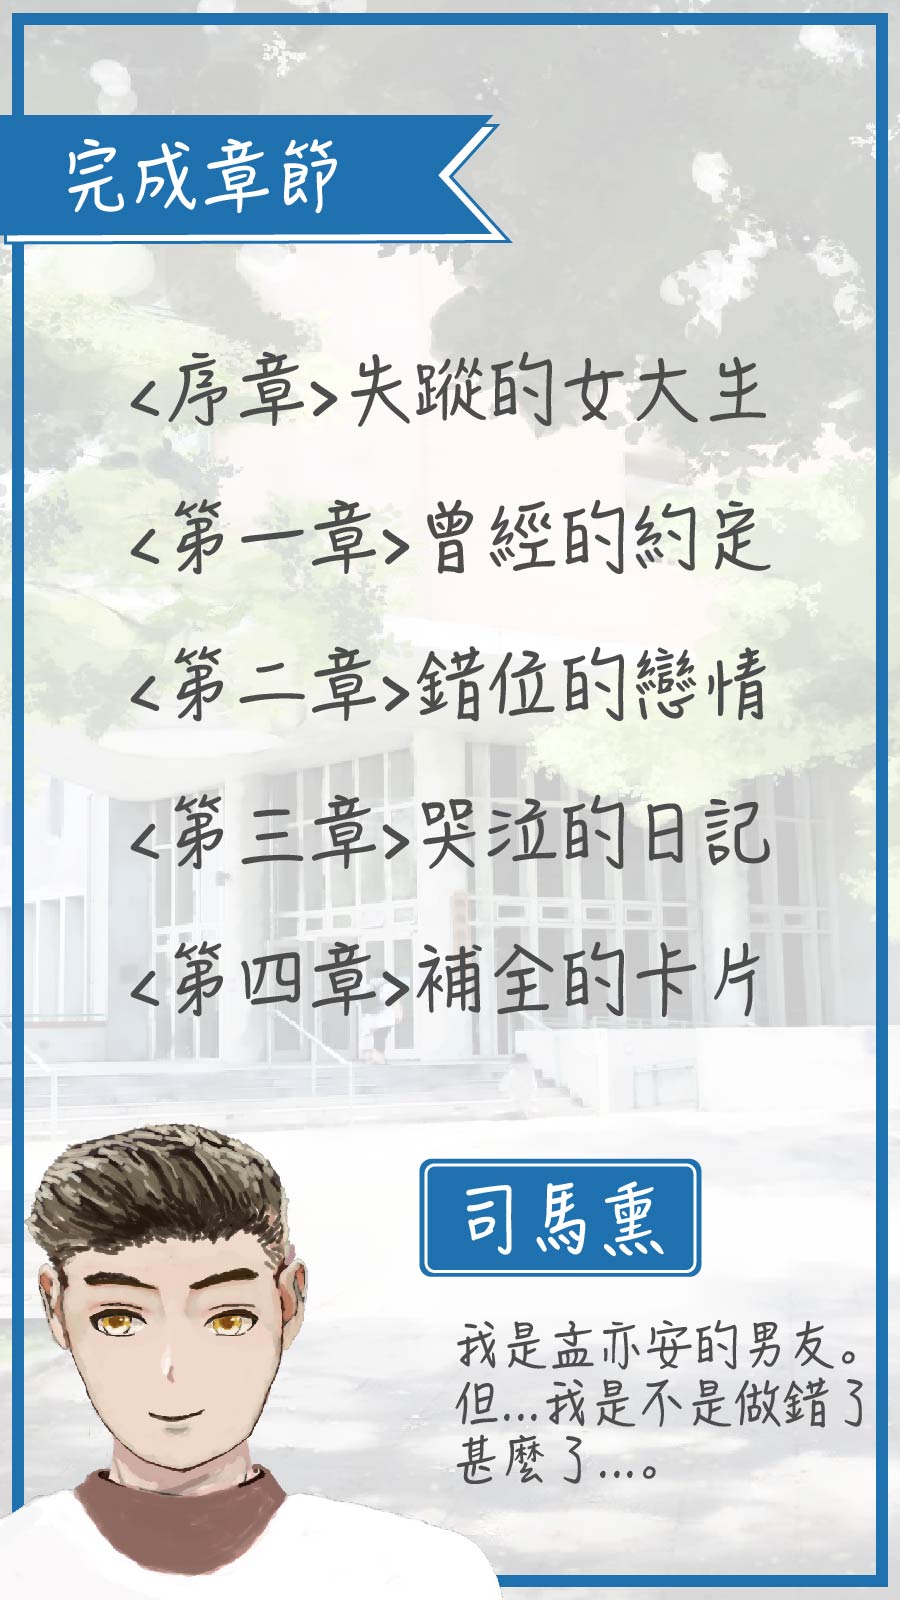 完成章節
<序章>失蹤的女大生
<第一章>曾經的約定
<第二章>錯位的戀情
<第三章>哭泣的日記
<第四章>補全的卡片
司馬熏
我是孟亦安的男友。
但...我是不是做錯了
甚麼了...。